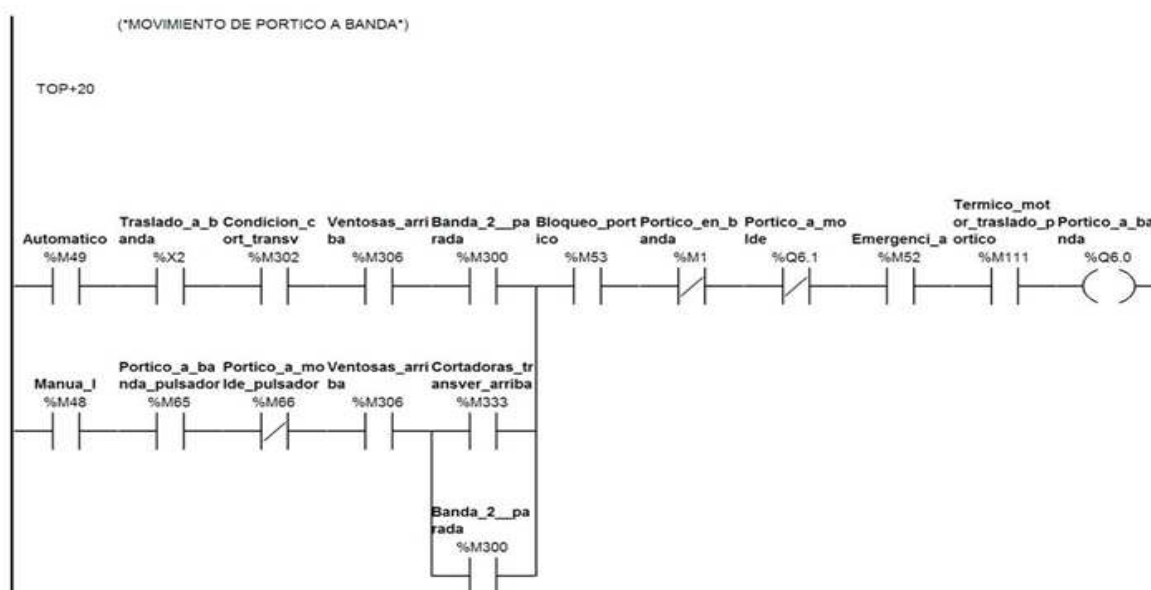 (*MOVIMIENTO DE PORTICO A BANDA*)
TOP+20
Termico_mot
Traslado_a_b Condicion_c Ventosas_arri Banda_2__pa Bloqueo_port Portico_en_b Portico_a_mo or_traslado_p Portico_a_ba
Automatico anda ort_transv ba rada ico anda lde Emergenci_a ortico nda
%M49 %X2 %M302 %M306 %M300 %M53 %M1 %Q6.1 %M52 %M111 %Q6.0
Portico_a_ba Portico_a_mo Ventosas_arri Cortadoras_tr
Manua_l nda_pulsador lde_pulsador ba ansver_arriba
%M48 %M65 %M66 %M306 %M333
Banda_2__pa
rada
%M300